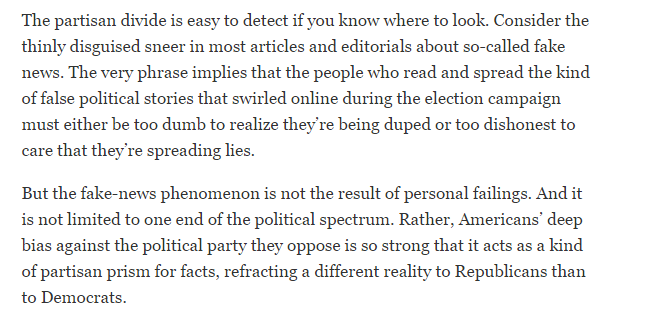 The partisan divide is easy to detect if you know where to look. Consider the
thinly disguised sneer in most articles and editorials about so-called fake
news. The very phrase implies that the people who read and spread the kind
of false political stories that swirled online during the election campaign
must either be too dumb to realize they’re being duped or too dishonest to
care that they’re spreading lies.
But the fake-news phenomenon is not the result of personal failings. And it
is not limited to one end of the political spectrum. Rather, Americans’ deep
bias against the political party they oppose is so strong that it acts as a kind
of partisan prism for facts, refracting a different reality to Republicans than
to Democrats.